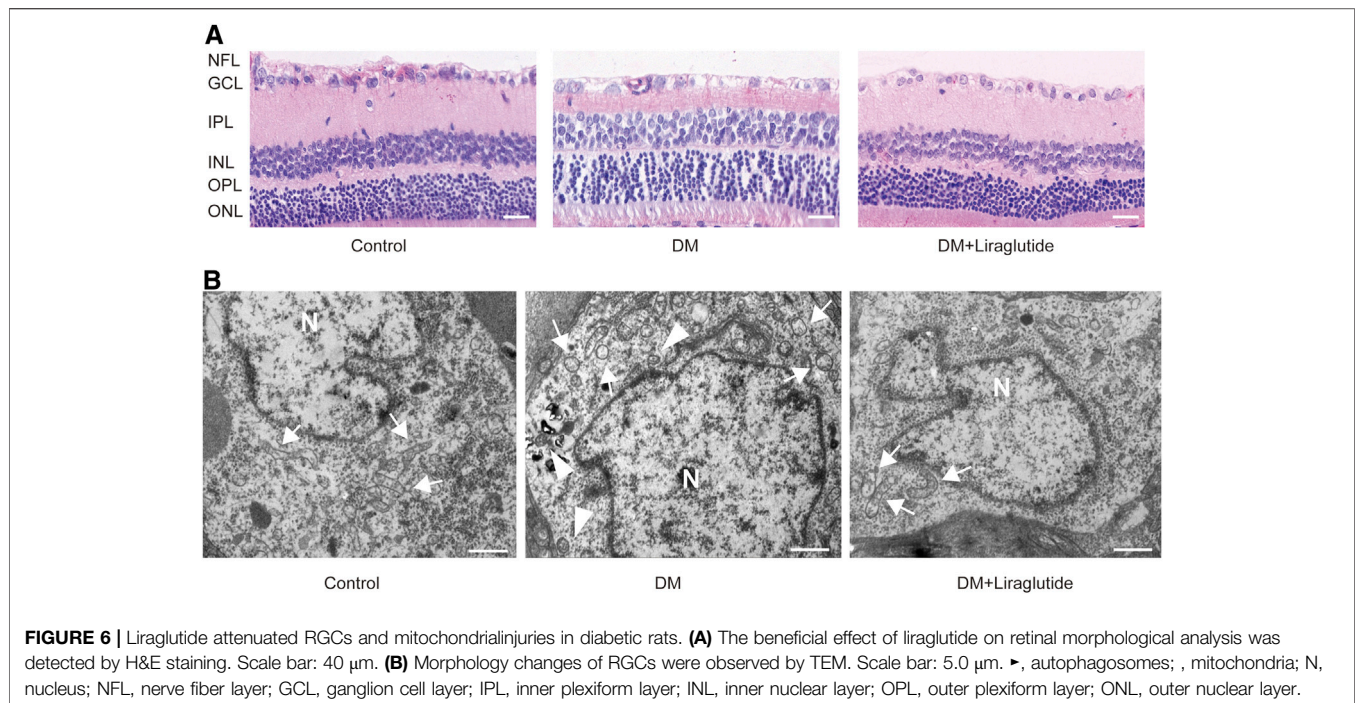 A
NFL
GCL
IPL
INL
OPL
ONL
Control
DM
DM+Liraglutide
B
N
N
N
Control
DM
DM+Liraglutide
FIGURE 6 | Liraglutide attenuated RGCs and mitochondrialinjuries in diabetic rats. (A) The beneficial effect of liraglutide on retinal morphological analysis was
detected by H&E staining. Scale bar: 40 μm. (B) Morphology changes of RGCs were observed by TEM. Scale bar: 5.0 μm. ►, autophagosomes; , mitochondria; N,
nucleus; NFL, nerve fiber layer; GCL, ganglion cell layer; IPL, inner plexiform layer; INL, inner nuclear layer; OPL, outer plexiform layer; ONL, outer nuclear layer.